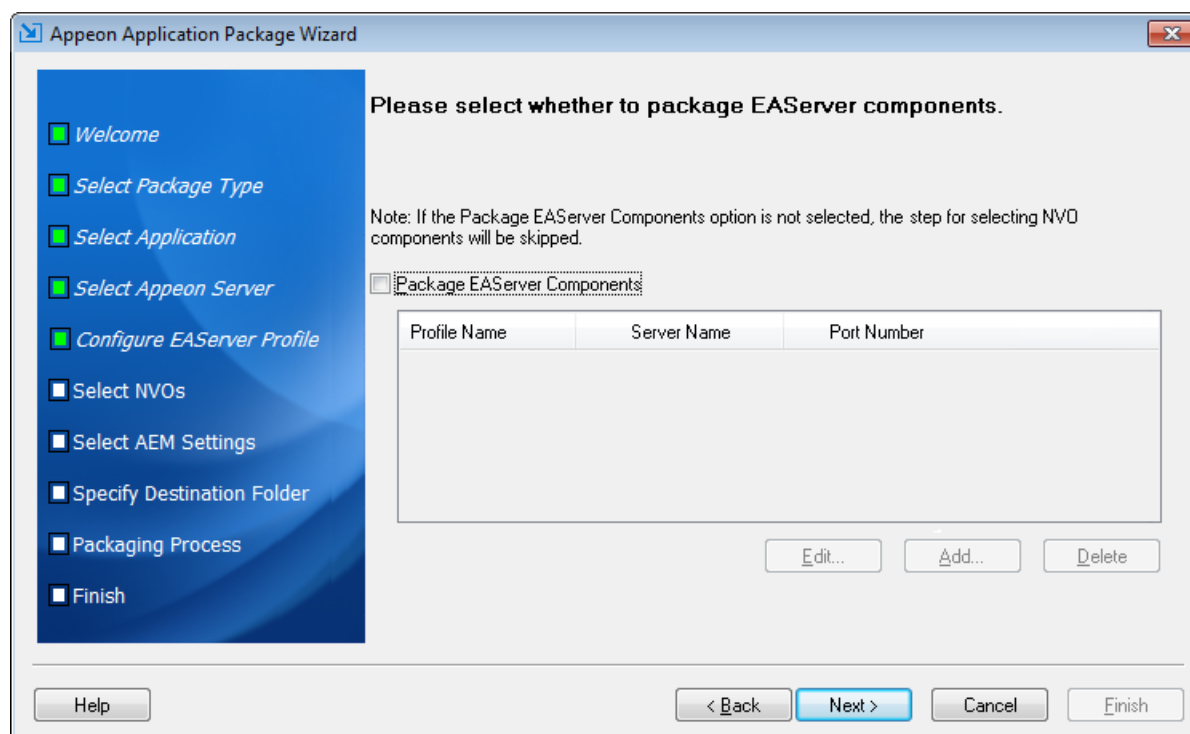 Appeon Application Package Wizard
Welcome
Select Package Type
Select Application
Select Appeon Server
Configure EAServer Profile
Select NVOs
Select AEM Settings
Specify Destination Folder
Packaging Process
Finish
Please select whether to package EAServer components.
Note: If the Package EAServer Components option is not selected, the step for selecting NVO
components will be skipped.
Package EAServer Components
Profile Name Server Name Port Number
Edit... Add... Delete
Help < Back Next > Cancel Finish